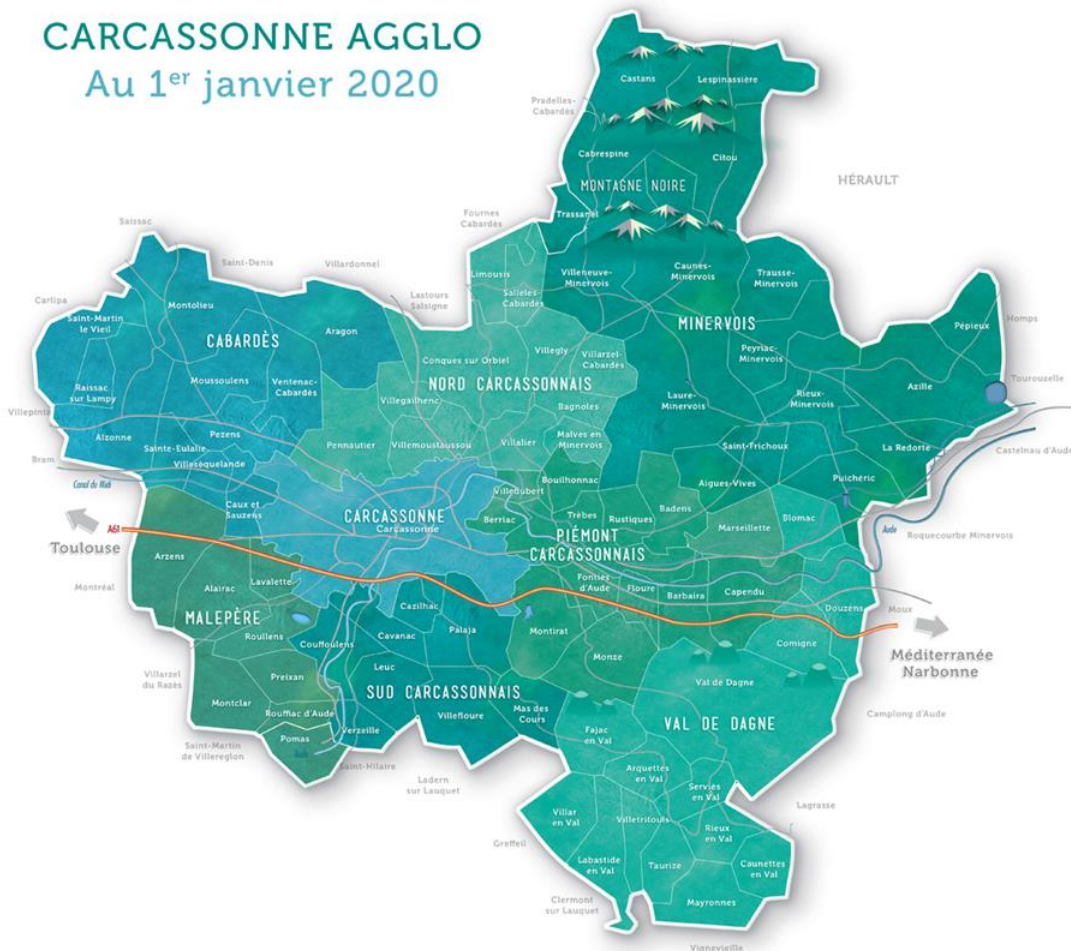 CARCASSONNE AGGLO
Au 1er janvier 2020
Castans
Lespinassière
Pradelles-
Cabardès
Cabrespine
Citou
MONTAGNE NOIRE
HÉRAULT
Trassanel
Saissac
Fournes
Cabardès
Saint-Denis
Villardonnel
Limousis
Villeneuve-
Minervois
Caunes-
Minervois
Trausse-
Minervois
Carlipa
Lastours
Salsigne
Salleles-
Cabardès
Montolieu
Saint-Martin
le Vieil
Aragon
CABARDÈS
MINERVOIS
Pépieux
Homps
Conques sur Orbiel
Villegly
Villarzel-
Cabardès
Peyriac-
Minervois
NORD CARCASSONNAIS
Raissac
sur Lampy
Moussoulens
Ventenac-
Cabardès
Villegailhenc
Bagnoles
Laure-
Minervois
Rieux-
Minervois
Azille
Tourouzelle
Villepinte
Alzonne
Pezens
Sainte-Eulalie
Pennautier
Villemoustaussou
Villalier
Malves en
Minervois
Saint-Frichoux
La Redorte
Castelnau d'Aude
Bram
Villesèquelande
Bouilhonnac
Canal du Midi
Villedubert
Aigues-Vives
Puichéric
Caux et
Sauzens
CARCASSONNE
Carcassonne
Berriac
Trèbes
Rustiques
Badens
Marseillette
Blomac
Aude
Roquecourbe Minervois
A61
Toulouse
PIÉMONT
CARCASSONNAIS
Arzens
Montréal
Alairac
Lavalette
Fontiès
d'Aude
Floure
Barbaira
Capendu
Douzens
Moux
MALEPÈRE
Roullens
Couffoulens
Cazilhac
Cavanac
Palaja
Montirat
Monze
Comigne
Méditerranée
Narbonne
Villarzel
du Razès
Preixan
Leuc
Val de Dagne
Montclar
Rouffiac d'Aude
SUD CARCASSONNAIS
Villefloure
Mas des
Cours
VAL DE DAGNE
Camplong d'Aude
Pomas
Verzeille
Fajac
en Val
Saint-Martin
de Villereglon
Saint-Hilaire
Ladern
sur Lauquet
Arquettes
en Val
Serviès
en Val
Lagrasse
Villar
en Val
Villetritouls
Rieux
en Val
Greffeil
Labastide
en Val
Taurize
Caunettes
en Val
Clermont
sur Lauquet
Mayronnes
Vignevieille